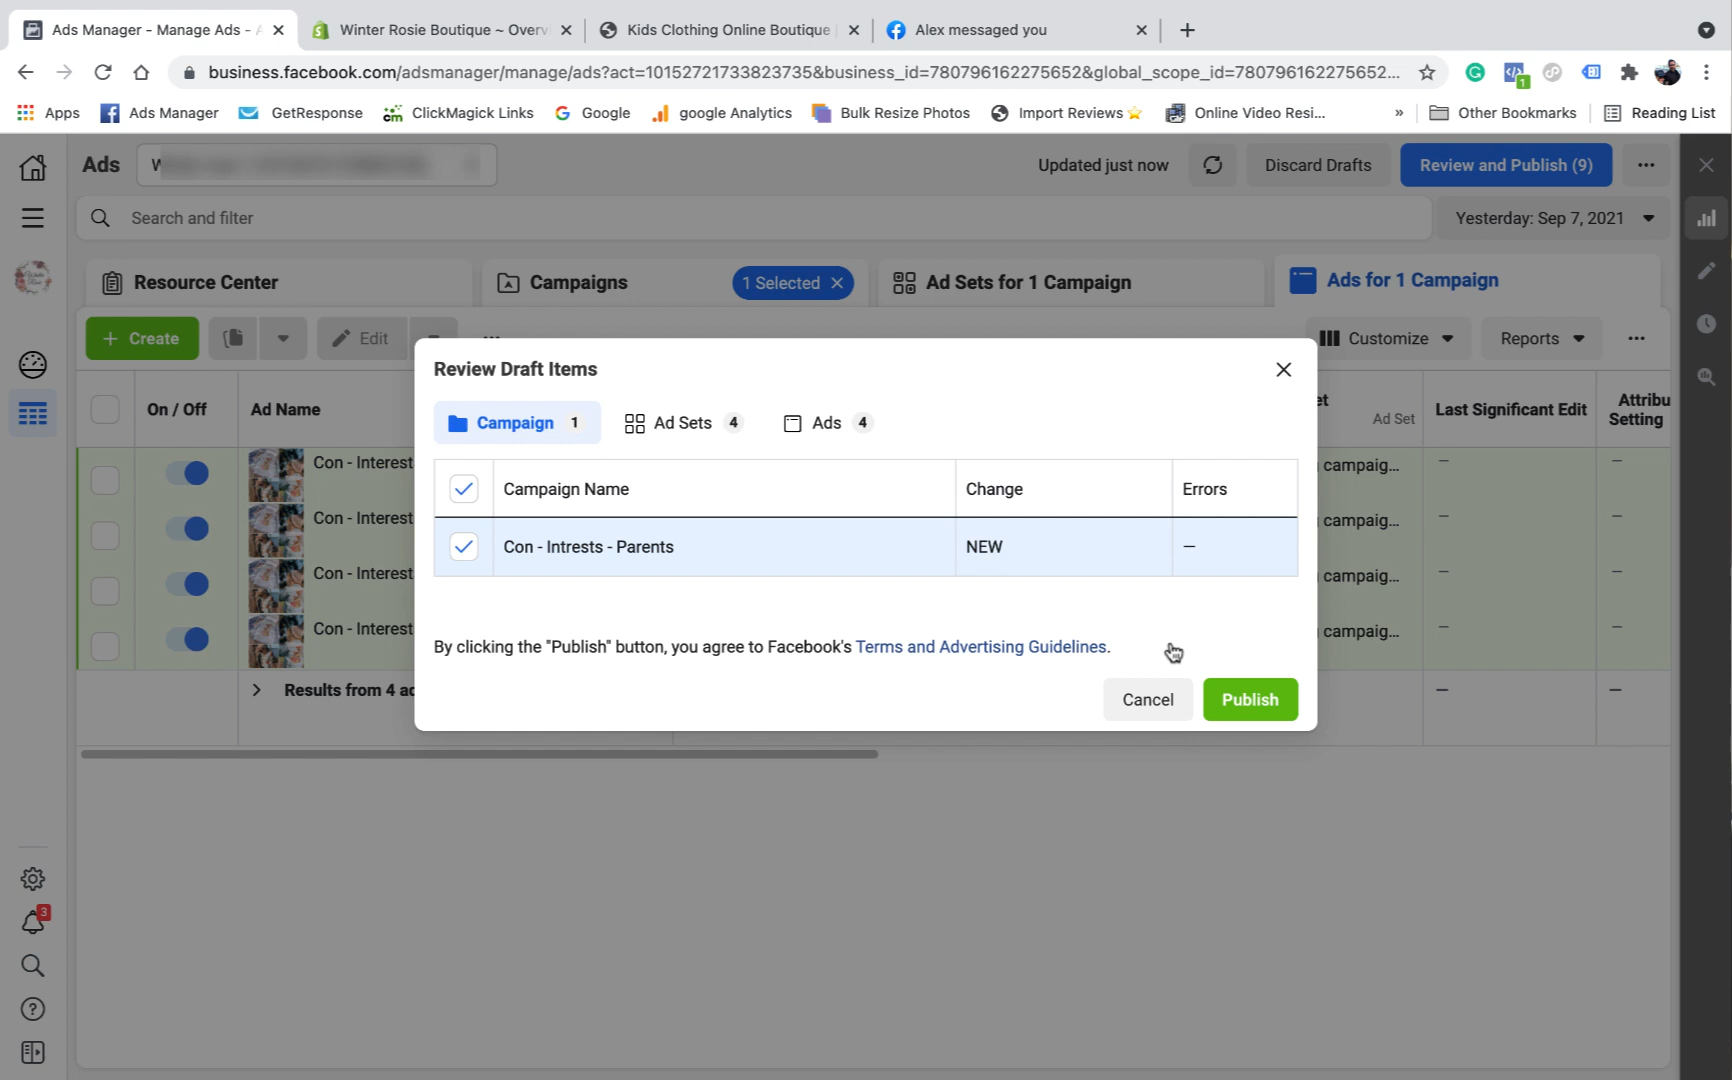 Ads Manager - Manage Ads - A
Winter Rosie Boutique ~ Overv
Kids Clothing Online Boutique
Alex messaged you
business.facebook.com/adsmanager/manage/ads?act=10152721733823735&business_id=780796162275652&global_scope_id=780796162275652...
1
Apps
Ads Manager
GetResponse
cm
ClickMagick Links
Google
google Analytics
Bulk Resize Photos
Import Reviews
Online Video Resi...
»
Other Bookmarks
Reading List
Ads
W
Updated just now
Discard Drafts
Review and Publish (9)
Search and filter
Yesterday: Sep 7, 2021
Resource Center
Campaigns
1 Selected
Ad Sets for 1 Campaign
Ads for 1 Campaign
+ Create
Edit
Customize
Reports
On / Off
Ad Name
et
Ad Set
Last Significant Edit
Attribu
Setting
Con - Interest
campaig...
—
—
Con - Interest
campaig...
—
—
Con - Interest
campaig...
—
—
Con - Interest
campaig...
—
—
Results from 4 ad
—
—
Review Draft Items
Campaign 1
Ad Sets 4
Ads 4
Campaign Name
Change
Errors
Con - Intrests - Parents
NEW
—
By clicking the "Publish" button, you agree to Facebook's Terms and Advertising Guidelines.
Cancel
Publish
3